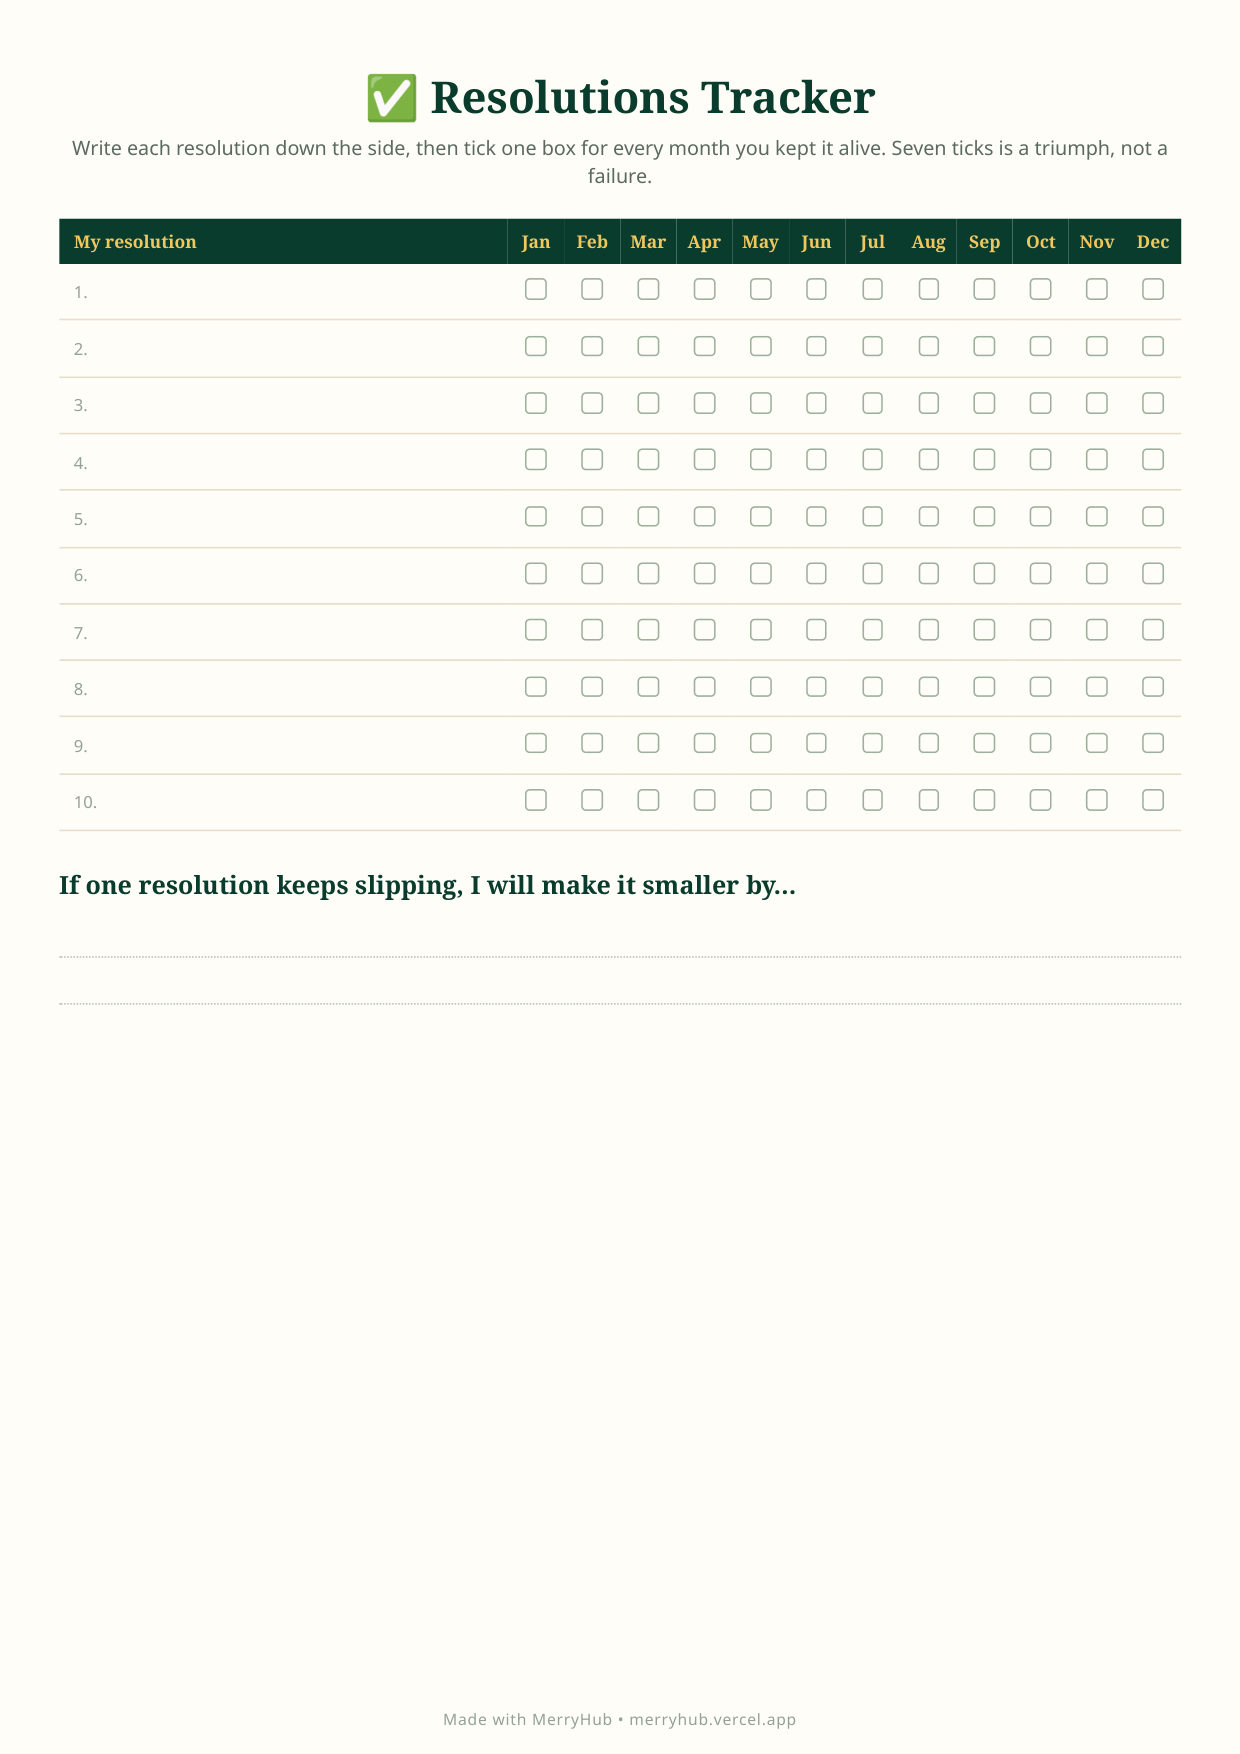 ✅ Resolutions Tracker
Write each resolution down the side, then tick one box for every month you kept it alive. Seven ticks is a triumph, not a
failure.
My resolution Jan Feb Mar Apr May Jun Jul Aug Sep Oct Nov Dec
1.
2.
3.
4.
5.
6.
7.
8.
9.
10.
If one resolution keeps slipping, I will make it smaller by...
Made with MerryHub • merryhub.vercel.app